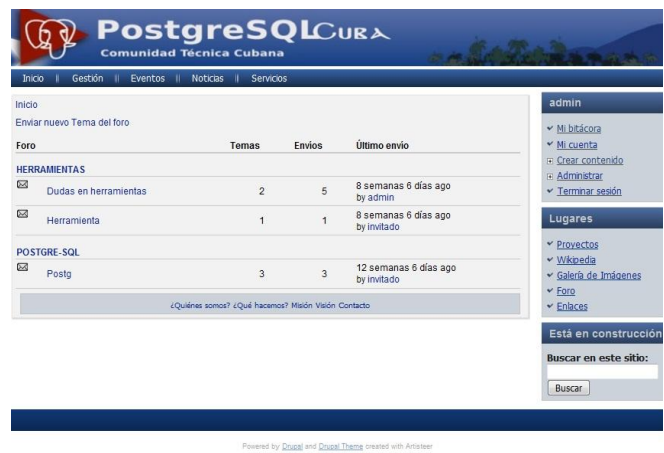 PostgreSQL CUBA
Comunidad Técnica Cubana
Inicio || Gestión || Eventos || Noticias || Servicios
Inicio
Enviar nuevo Tema del foro
Foro Temas Envios Último envio
HERRAMIENTAS
Dudas en herramientas 2 5 8 semanas 6 días ago
by admin
Herramienta 1 1 8 semanas 6 días ago
by invitado
POSTGRE-SQL
Postg 3 3 12 semanas 6 días ago
by invitado
¿Quiénes somos? ¿Qué hacemos? Misión Visión Contacto
admin
Mi bitácora
Mi cuenta
Crear contenido
Administrar
Terminar sesión
Lugares
Proyectos
Wikipedia
Galería de Imágenes
Foro
Enlaces
Está en construcción
Buscar en este sitio:
Buscar
Powered by Drupal and Drupal Theme created with Artisteer